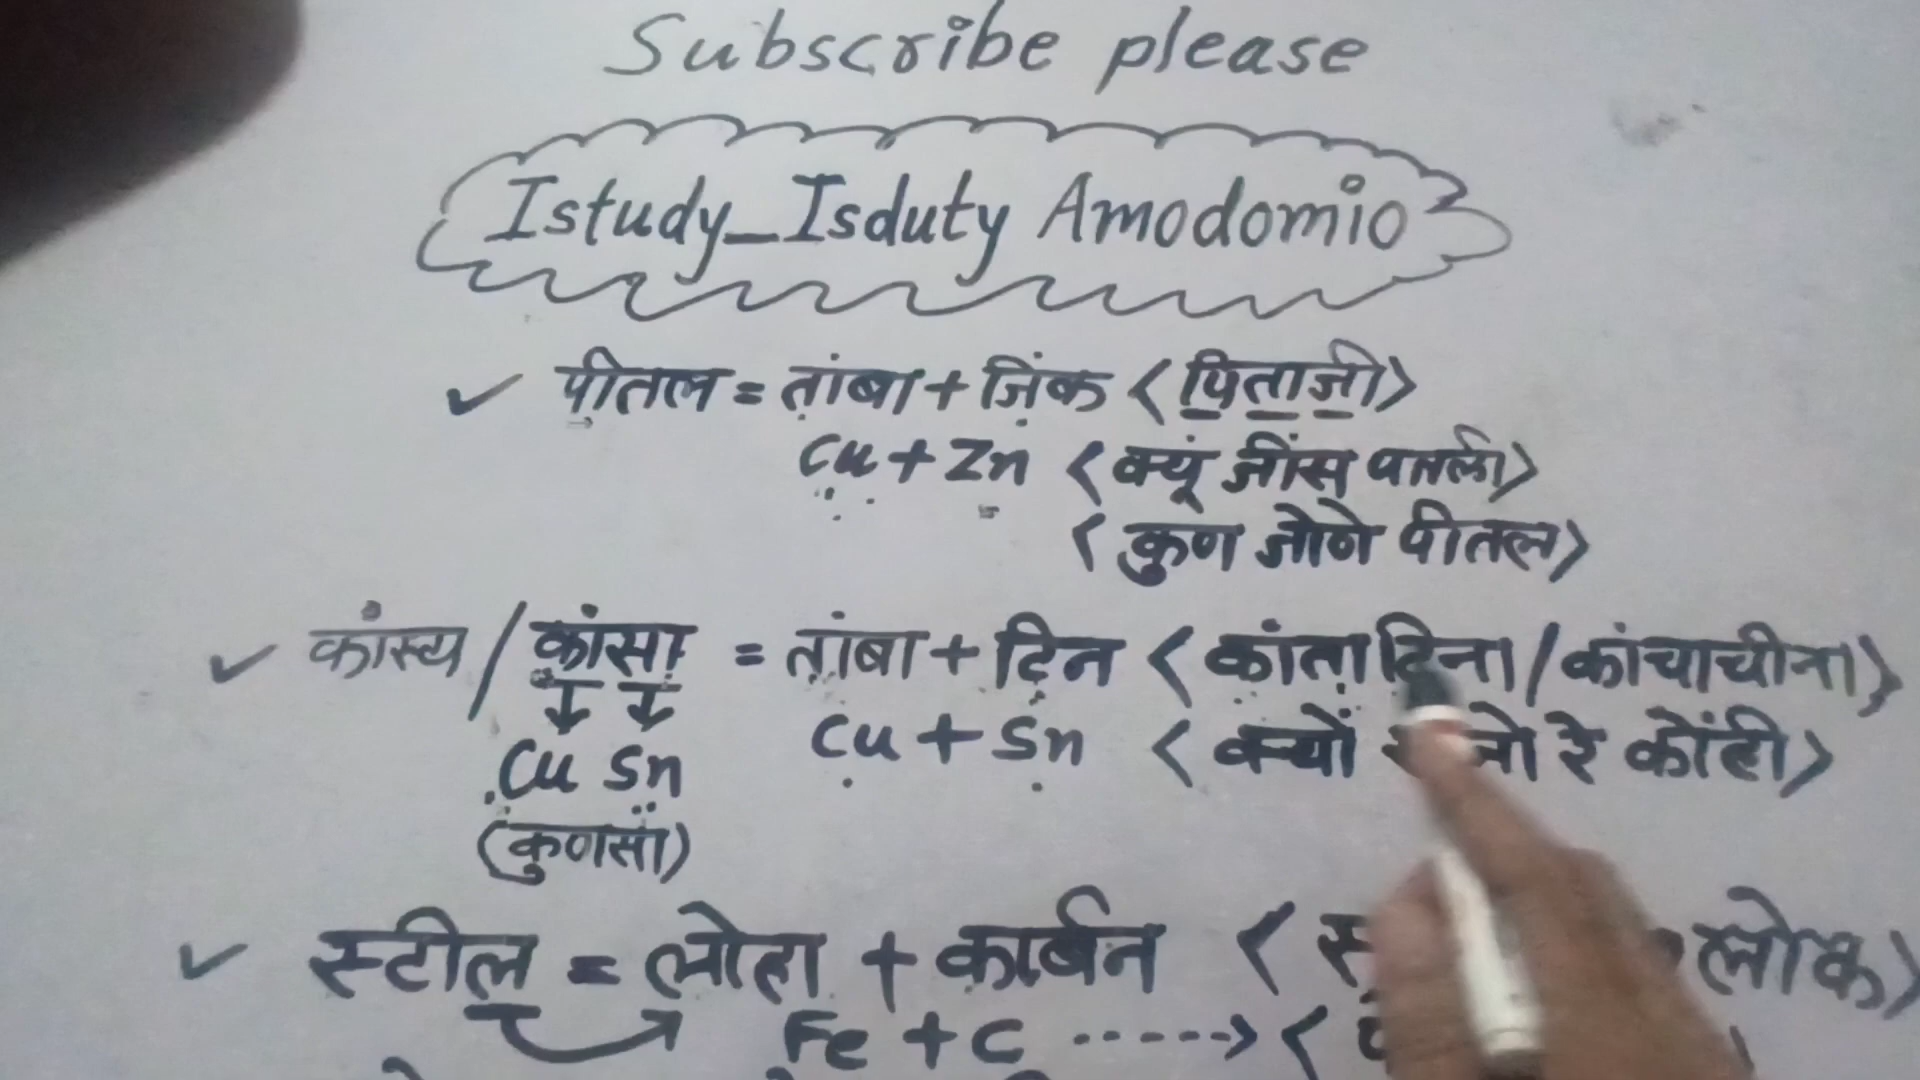 Subscribe please
Istudy_Isduty Amodomio
✓ पीतल = तांबा + जिंक <पिताजी>
Cu + Zn <क्यूं जींस पतली>
<कुण जाणे पीतल>
✓ कांस्य / कांसा = तांबा + टिन <कांता टिना / कांचा चीना>
Cu Sn
Cu + Sn <क्यों रे कांही>
(कुणसा)
✓ स्टील = लोहा + कार्बन < लोक>
Fe + C -----> <